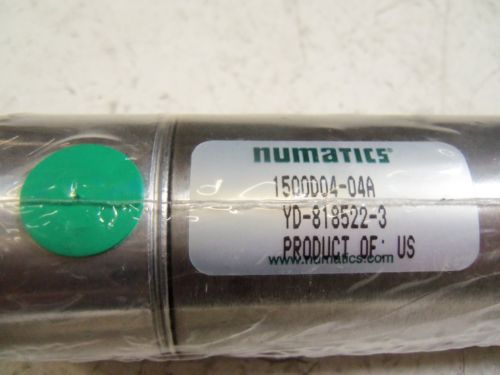 numatics
1500D04-04A
YD-818522-3
PRODUCT OF: US
www.numatics.com